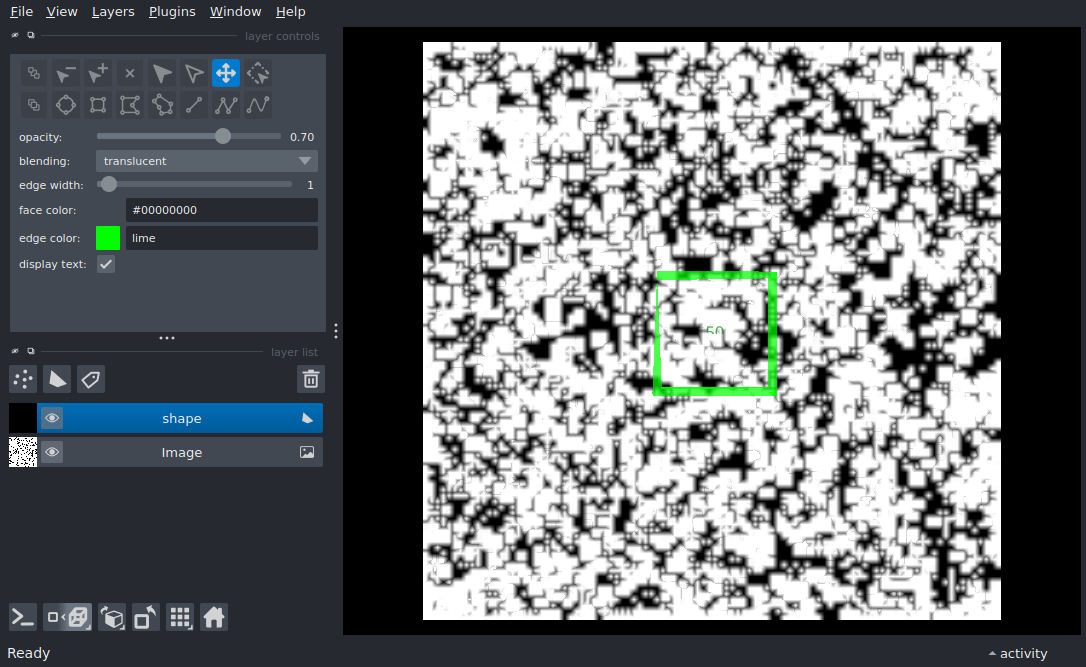 File View Layers Plugins Window Help
layer controls
opacity: 0.70
blending: translucent
edge width: 1
face color: #00000000
edge color: lime
display text:
50
layer list
shape
Image
Ready
activity